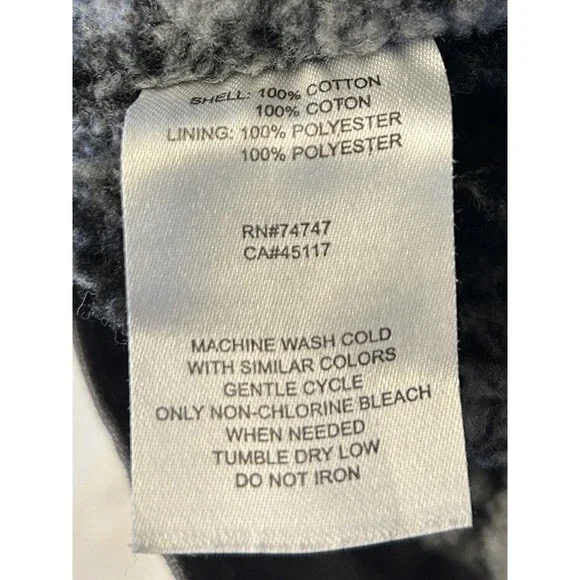 SHELL: 100% COTTON
100% COTON
LINING: 100% POLYESTER
100% POLYESTER
RN#74747
CA#45117
MACHINE WASH COLD
WITH SIMILAR COLORS
GENTLE CYCLE
ONLY NON-CHLORINE BLEACH
WHEN NEEDED
TUMBLE DRY LOW
DO NOT IRON